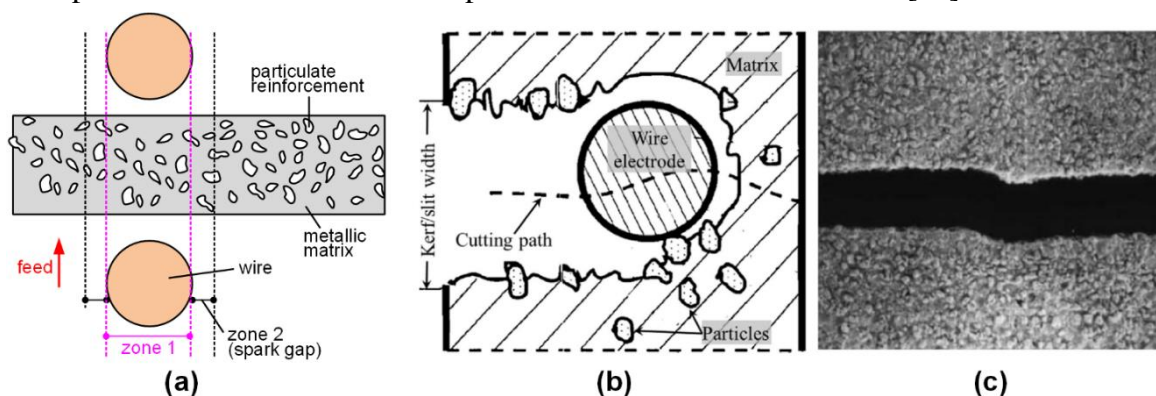 particulate
reinforcement
metallic
matrix
wire
feed
zone 2
(spark gap)
zone 1
(a)
Matrix
Wire
electrode
Kerf/slit width
Cutting path
Particles
(b)
(c)